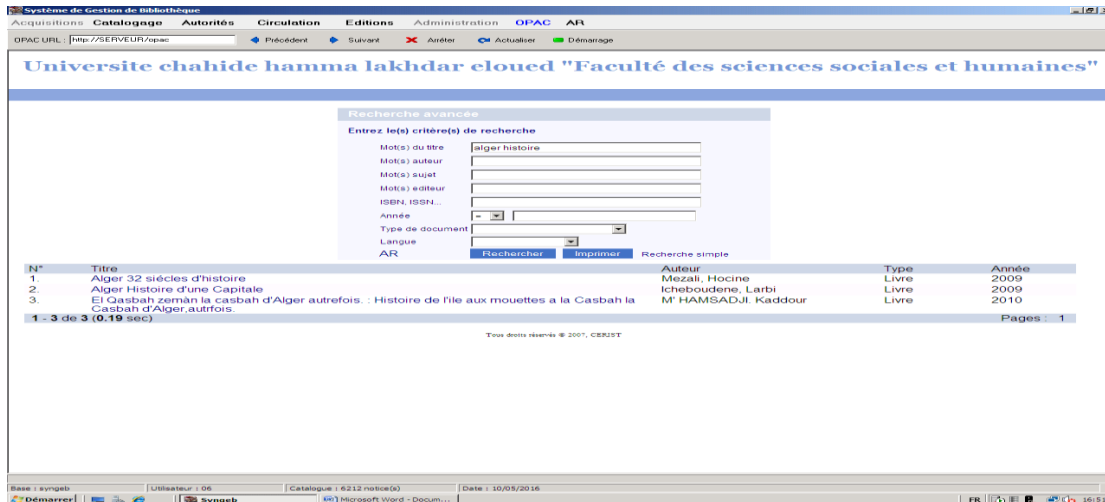 Système de Gestion de Bibliothèque
Acquisitions Catalogage Autorités Circulation Editions Administration OPAC AR
OPAC URL : http://SERVEUR/opac Précédent Suivant Arrêter Actualiser Démarrage
Universite chahide hamma lakhdar eloued "Faculté des sciences sociales et humaines"
Recherche avancée
Entrez le(s) critère(s) de recherche
Mot(s) du titre alger histoire
Mot(s) auteur
Mot(s) sujet
Mot(s) editeur
ISBN, ISSN...
Année =
Type de document
Langue
AR Rechercher Imprimer Recherche simple
N° Titre Auteur Type Année
1. Alger 32 siécles d'histoire Mezali, Hocine Livre 2009
2. Alger Histoire d'une Capitale Icheboudene, Larbi Livre 2009
3. El Qasbah zemàn la casbah d'Alger autrefois. : Histoire de l'ile aux mouettes a la Casbah la M' HAMSADJI. Kaddour Livre 2010
Casbah d'Alger,autrfois.
1 - 3 de 3 (0.19 sec) Pages : 1
Tous droits réservés © 2007, CERIST
Base : syngeb Utilisateur : 06 Catalogue : 6212 notice(s) Date : 10/05/2016
Démarrer Syngeb Microsoft Word - Docum... FR 16:51